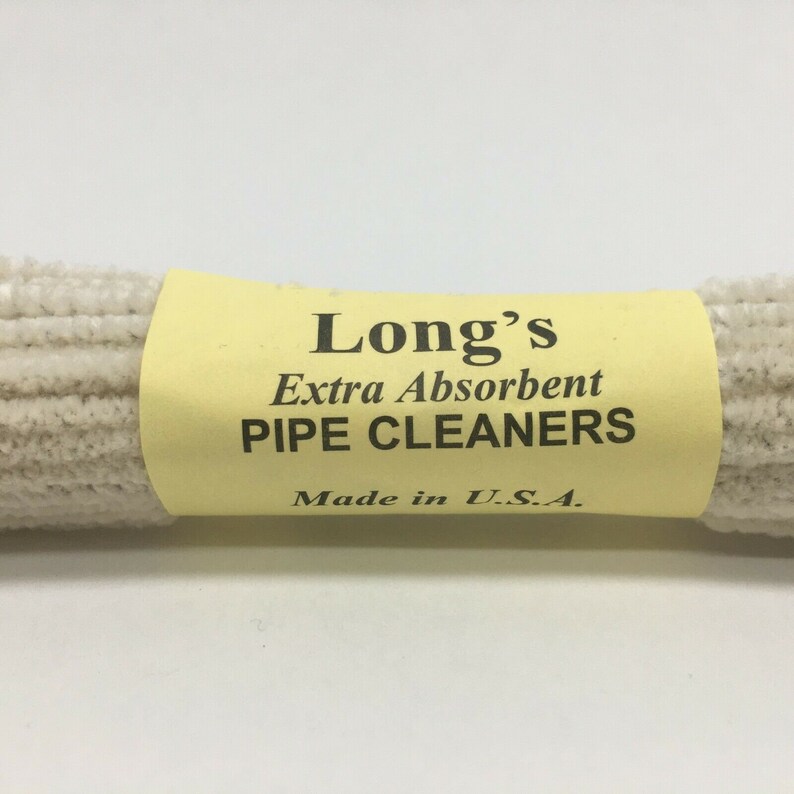 Long's
Extra Absorbent
PIPE CLEANERS
Made in U.S.A.